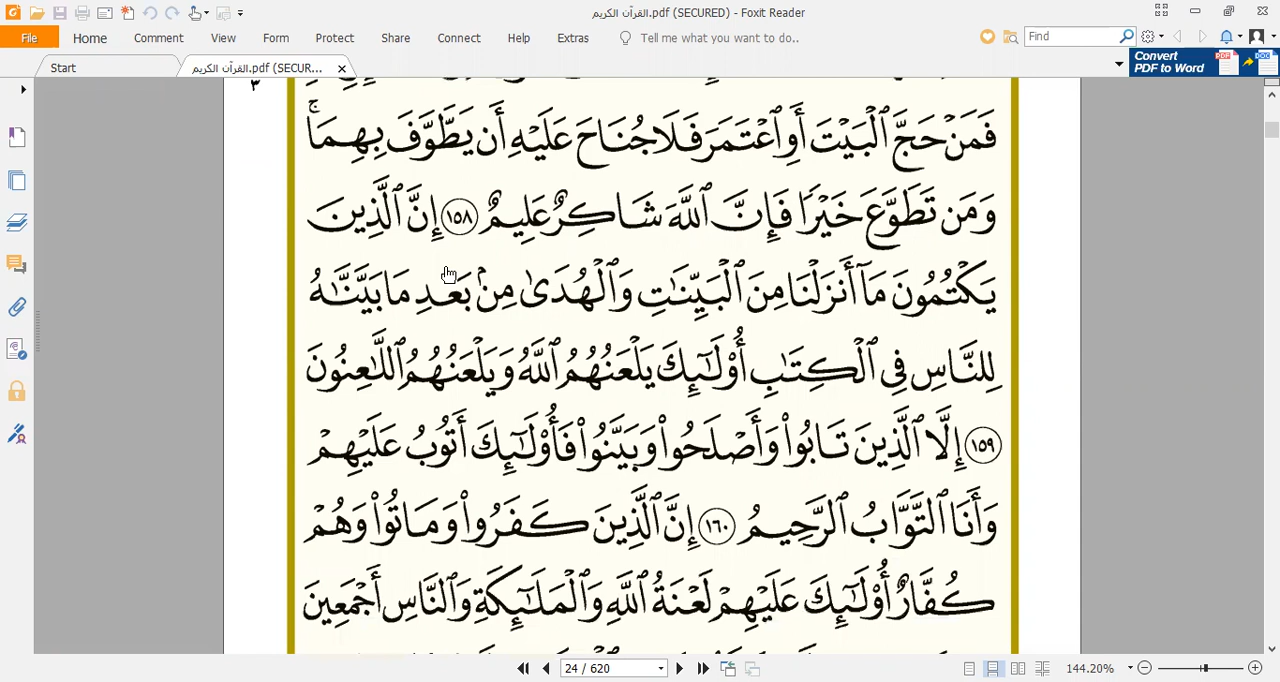 القرآن الكريم.pdf (SECURED) - Foxit Reader
File Home Comment View Form Protect Share Connect Help Extras Tell me what you want to do.. Find
Start القرآن الكريم.pdf (SECUR... Convert PDF to Word
٣
فَمَنْ حَجَّ ٱلْبَيْتَ أَوِ ٱعْتَمَرَ فَلَا جُنَاحَ عَلَيْهِ أَن يَطَّوَّفَ بِهِمَاۚ
وَمَن تَطَوَّعَ خَيْرًا فَإِنَّ ٱللَّهَ شَاكِرٌ عَلِيمٌ ١٥٨ إِنَّ ٱلَّذِينَ
يَكْتُمُونَ مَآ أَنزَلْنَا مِنَ ٱلْبَيِّنَٰتِ وَٱلْهُدَىٰ مِنۢ بَعْدِ مَا بَيَّنَّٰهُ
لِلنَّاسِ فِى ٱلْكِتَٰبِ أُو۟لَٰٓئِكَ يَلْعَنُهُمُ ٱللَّهُ وَيَلْعَنُهُمُ ٱللَّٰعِنُونَ
١٥٩ إِلَّا ٱلَّذِينَ تَابُوا۟ وَأَصْلَحُوا۟ وَبَيَّنُوا۟ فَأُو۟لَٰٓئِكَ أَتُوبُ عَلَيْهِمْ
وَأَنَا ٱلتَّوَّابُ ٱلرَّحِيمُ ١٦٠ إِنَّ ٱلَّذِينَ كَفَرُوا۟ وَمَاتُوا۟ وَهُمْ
كُفَّارٌ أُو۟لَٰٓئِكَ عَلَيْهِمْ لَعْنَةُ ٱللَّهِ وَٱلْمَلَٰٓئِكَةِ وَٱلنَّاسِ أَجْمَعِينَ
24 / 620 144.20%